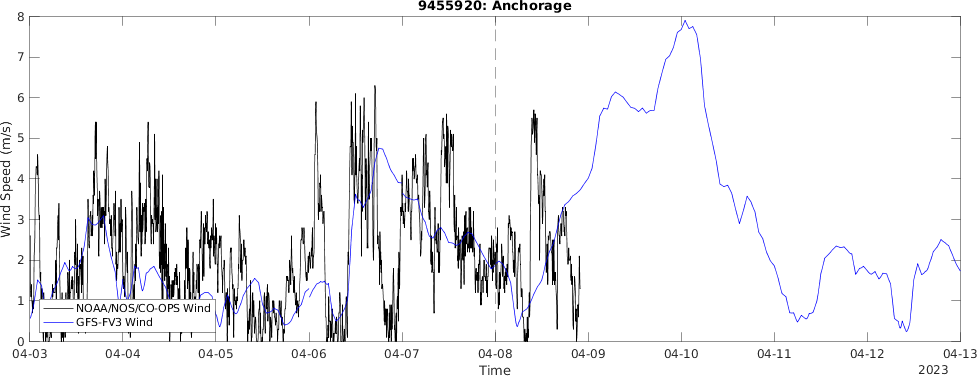 9455920: Anchorage
8
7
6
5
4
3
2
1
0
Wind Speed (m/s)
NOAA/NOS/CO-OPS Wind
GFS-FV3 Wind
04-03 04-04 04-05 04-06 04-07 04-08 04-09 04-10 04-11 04-12 04-13
Time
2023